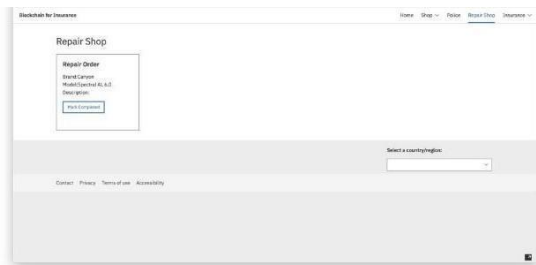 Blockchain for Insurance
Home Shop Police Repair Shop Insurance
Repair Shop
Repair Order
Brand Canyon
Model Spectral AL 6.0
Description:
Mark Completed
Select a country/region:
Contact Privacy Terms of use Accessibility